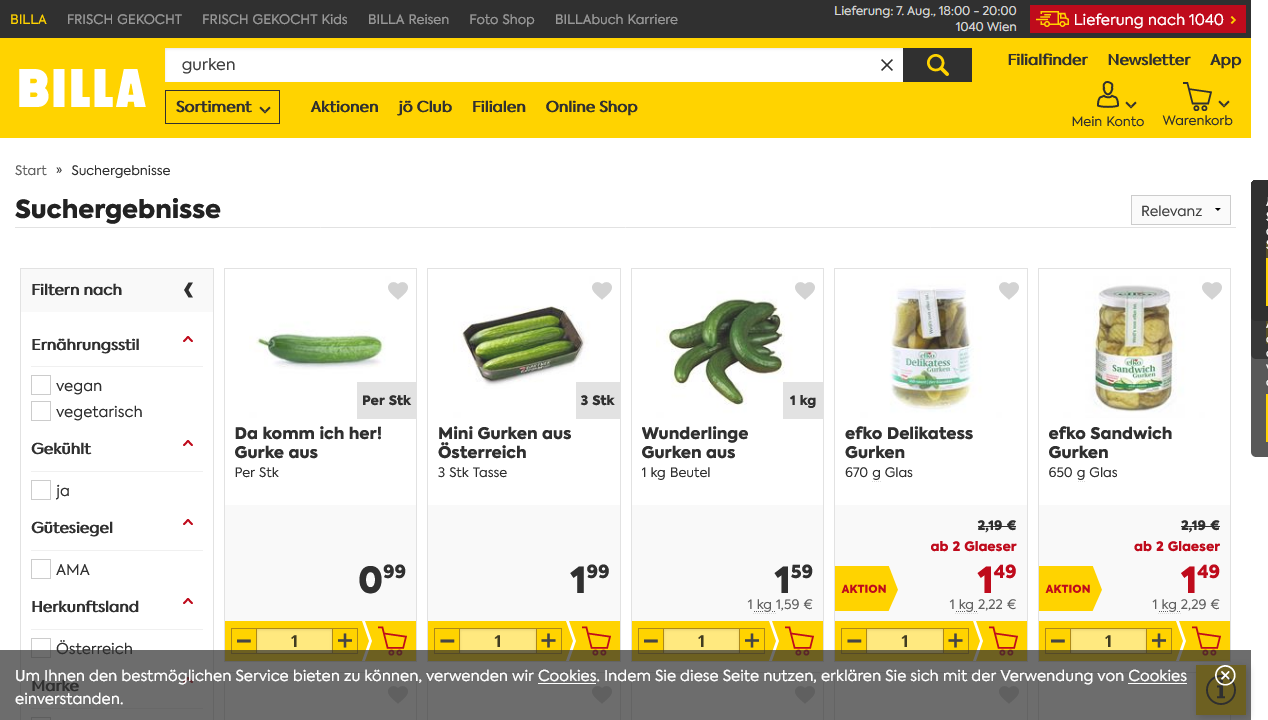 BILLA FRISCH GEKOCHT FRISCH GEKOCHT Kids BILLA Reisen Foto Shop BILLAbuch Karriere
Lieferung: 7. Aug., 18:00 - 20:00
1040 Wien
Lieferung nach 1040
BILLA
gurken
Filialfinder Newsletter App
Sortiment Aktionen jö Club Filialen Online Shop
Mein Konto Warenkorb
Start » Suchergebnisse
Suchergebnisse
Relevanz
Filtern nach
Ernährungsstil
vegan
vegetarisch
Gekühlt
ja
Gütesiegel
AMA
Herkunftsland
Österreich
Marke
Per Stk
Da komm ich her!
Gurke aus
Per Stk
0 99
1
3 Stk
Mini Gurken aus
Österreich
3 Stk Tasse
1 99
1
1 kg
Wunderlinge
Gurken aus
1 kg Beutel
1 59
1 kg 1,59 €
1
efko
Delikatess
Gurken
efko Delikatess
Gurken
670 g Glas
2,19 €
ab 2 Glaeser
AKTION
1 49
1 kg 2,22 €
1
efko
Sandwich
Gurken
efko Sandwich
Gurken
650 g Glas
2,19 €
ab 2 Glaeser
AKTION
1 49
1 kg 2,29 €
1
Um Ihnen den bestmöglichen Service bieten zu können, verwenden wir Cookies. Indem Sie diese Seite nutzen, erklären Sie sich mit der Verwendung von Cookies
einverstanden.